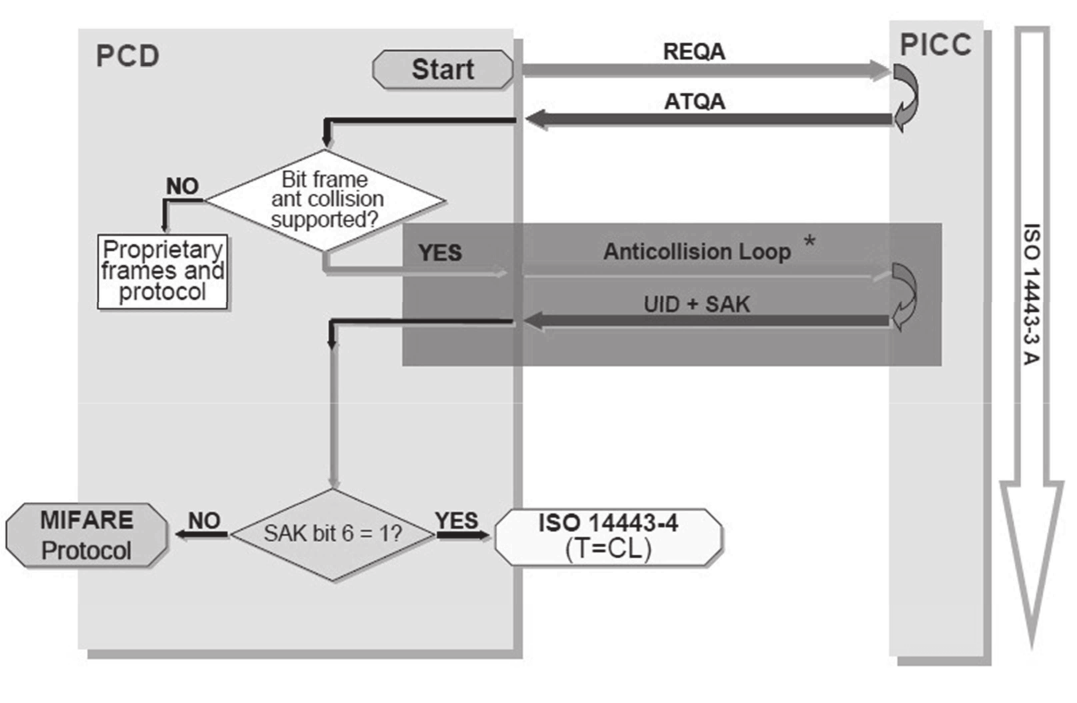 PCD
PICC
Start
REQA
ATQA
NO
Bit frame
ant collision
supported?
Proprietary
frames and
protocol
YES
Anticollision Loop *
UID + SAK
ISO 14443-3 A
MIFARE
Protocol
NO
SAK bit 6 = 1?
YES
ISO 14443-4
(T=CL)